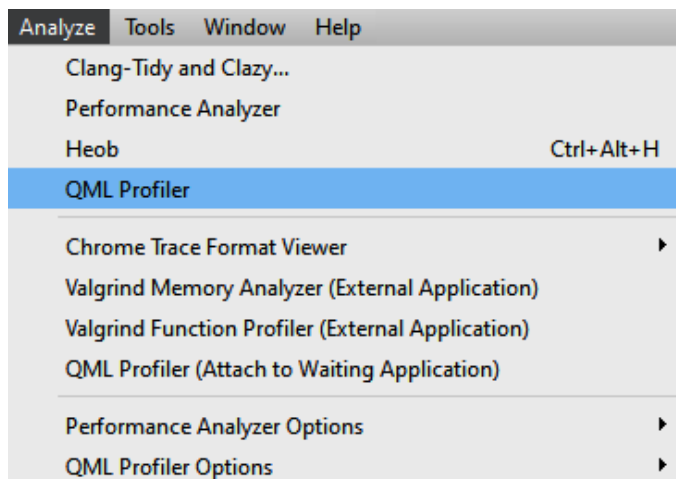 Analyze Tools Window Help
Clang-Tidy and Clazy...
Performance Analyzer
Heob Ctrl+Alt+H
QML Profiler
Chrome Trace Format Viewer
Valgrind Memory Analyzer (External Application)
Valgrind Function Profiler (External Application)
QML Profiler (Attach to Waiting Application)
Performance Analyzer Options
QML Profiler Options